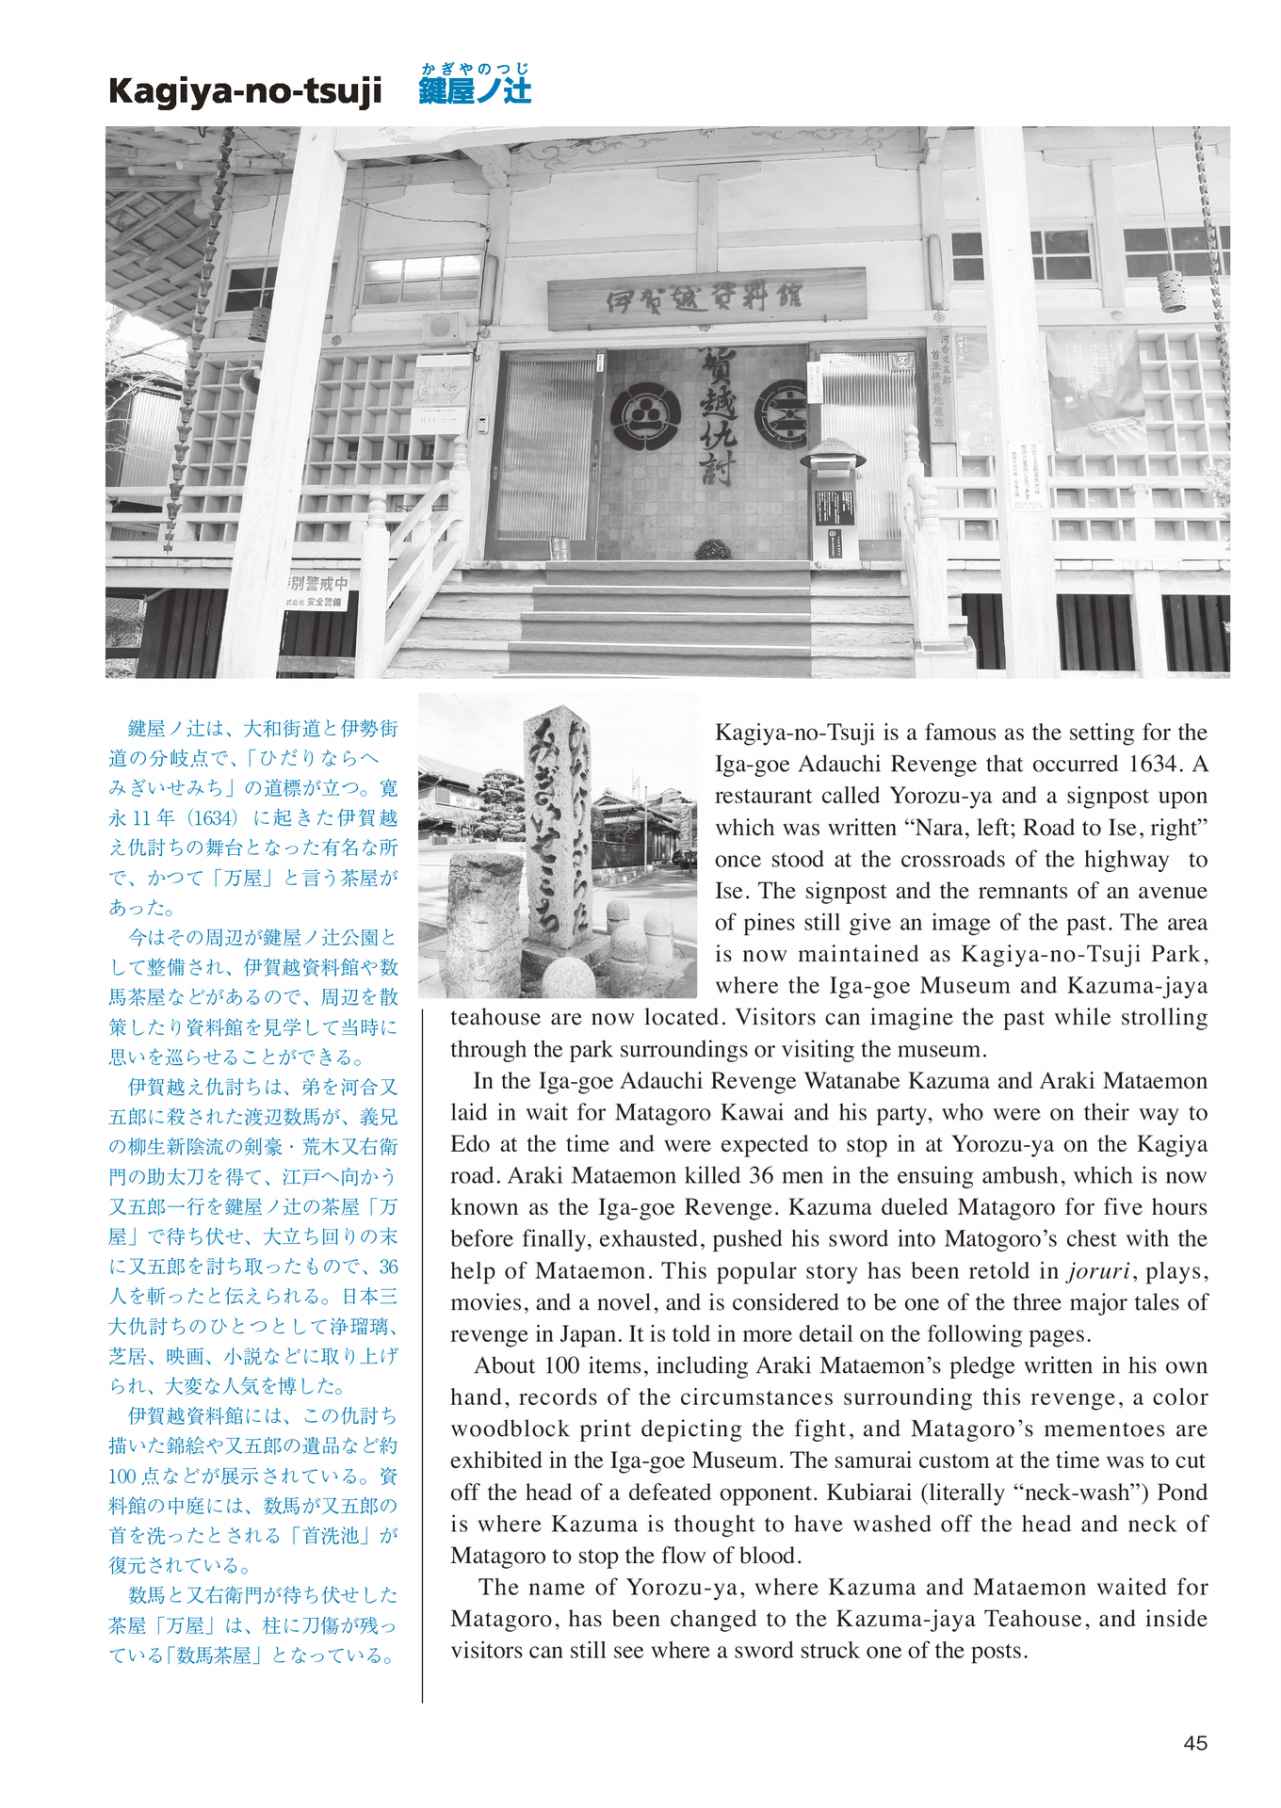 Kagiya-no-tsuji
かぎやのつじ
鍵屋ノ辻
伊賀越資料館
賀越仇討
別警戒中
安全警備
鍵屋ノ辻は、大和街道と伊勢街
道の分岐点で、「ひだりならへ
みぎいせみち」の道標が立つ。寛
永 11 年（1634）に起きた伊賀越
え仇討ちの舞台となった有名な所
で、かつて「万屋」と言う茶屋が
あった。
今はその周辺が鍵屋ノ辻公園と
して整備され、伊賀越資料館や数
馬茶屋などがあるので、周辺を散
策したり資料館を見学して当時に
思いを巡らせることができる。
伊賀越え仇討ちは、弟を河合又
五郎に殺された渡辺数馬が、義兄
の柳生新陰流の剣豪・荒木又右衛
門の助太刀を得て、江戸へ向かう
又五郎一行を鍵屋ノ辻の茶屋「万
屋」で待ち伏せ、大立ち回りの末
に又五郎を討ち取ったもので、36
人を斬ったと伝えられる。日本三
大仇討ちのひとつとして浄瑠璃、
芝居、映画、小説などに取り上げ
られ、大変な人気を博した。
伊賀越資料館には、この仇討ち
描いた錦絵や又五郎の遺品など約
100 点などが展示されている。資
料館の中庭には、数馬が又五郎の
首を洗ったとされる「首洗池」が
復元されている。
数馬と又右衛門が待ち伏せした
茶屋「万屋」は、柱に刀傷が残っ
ている「数馬茶屋」となっている。
みぎいせみち
Kagiya-no-Tsuji is a famous as the setting for the
Iga-goe Adauchi Revenge that occurred 1634. A
restaurant called Yorozu-ya and a signpost upon
which was written “Nara, left; Road to Ise, right”
once stood at the crossroads of the highway to
Ise. The signpost and the remnants of an avenue
of pines still give an image of the past. The area
is now maintained as Kagiya-no-Tsuji Park,
where the Iga-goe Museum and Kazuma-jaya
teahouse are now located. Visitors can imagine the past while strolling
through the park surroundings or visiting the museum.
In the Iga-goe Adauchi Revenge Watanabe Kazuma and Araki Mataemon
laid in wait for Matagoro Kawai and his party, who were on their way to
Edo at the time and were expected to stop in at Yorozu-ya on the Kagiya
road. Araki Mataemon killed 36 men in the ensuing ambush, which is now
known as the Iga-goe Revenge. Kazuma dueled Matagoro for five hours
before finally, exhausted, pushed his sword into Matogoro’s chest with the
help of Mataemon. This popular story has been retold in joruri, plays,
movies, and a novel, and is considered to be one of the three major tales of
revenge in Japan. It is told in more detail on the following pages.
About 100 items, including Araki Mataemon’s pledge written in his own
hand, records of the circumstances surrounding this revenge, a color
woodblock print depicting the fight, and Matagoro’s mementoes are
exhibited in the Iga-goe Museum. The samurai custom at the time was to cut
off the head of a defeated opponent. Kubiarai (literally “neck-wash”) Pond
is where Kazuma is thought to have washed off the head and neck of
Matagoro to stop the flow of blood.
The name of Yorozu-ya, where Kazuma and Mataemon waited for
Matagoro, has been changed to the Kazuma-jaya Teahouse, and inside
visitors can still see where a sword struck one of the posts.
45